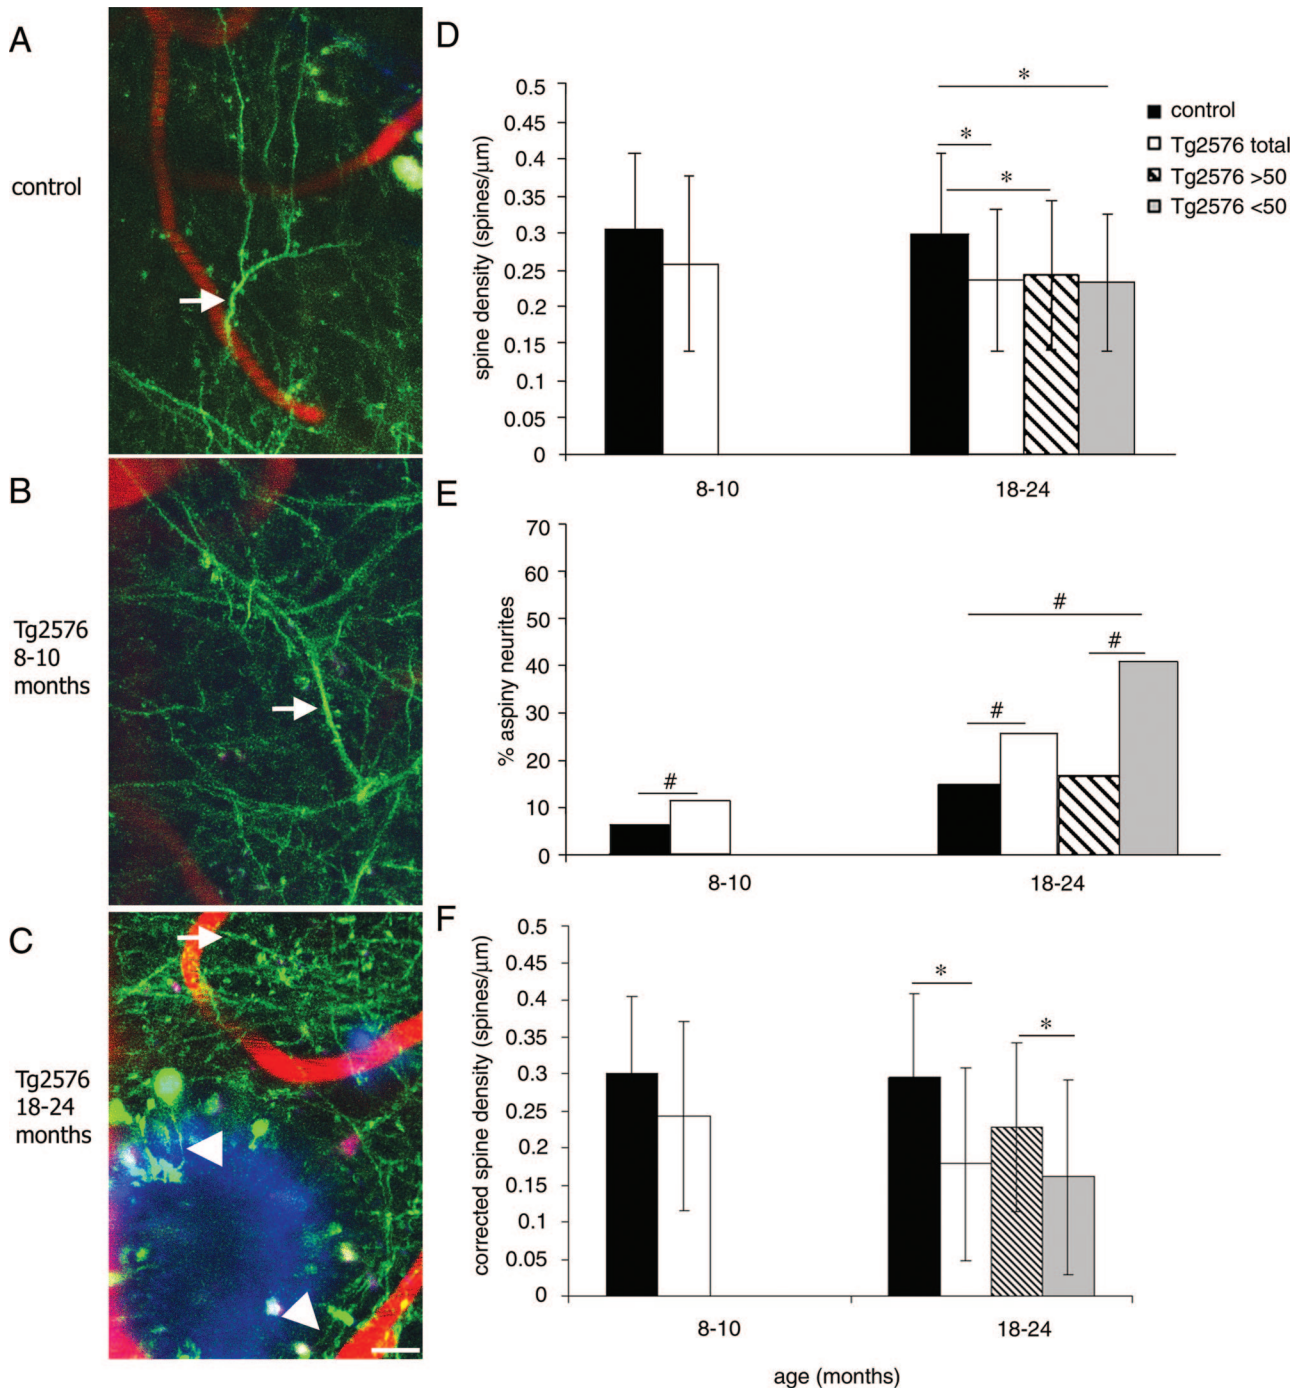 A
control
B
Tg2576
8-10
months
C
Tg2576
18-24
months
D
spine density (spines/μm)
0.5
0.45
0.4
0.35
0.3
0.25
0.2
0.15
0.1
0.05
0
*
*
*
8-10
18-24
control
Tg2576 total
Tg2576 >50
Tg2576 <50
E
% aspiny neurites
70
60
50
40
30
20
10
0
#
#
#
#
8-10
18-24
F
corrected spine density (spines/μm)
0.5
0.45
0.4
0.35
0.3
0.25
0.2
0.15
0.1
0.05
0
*
*
8-10
18-24
age (months)